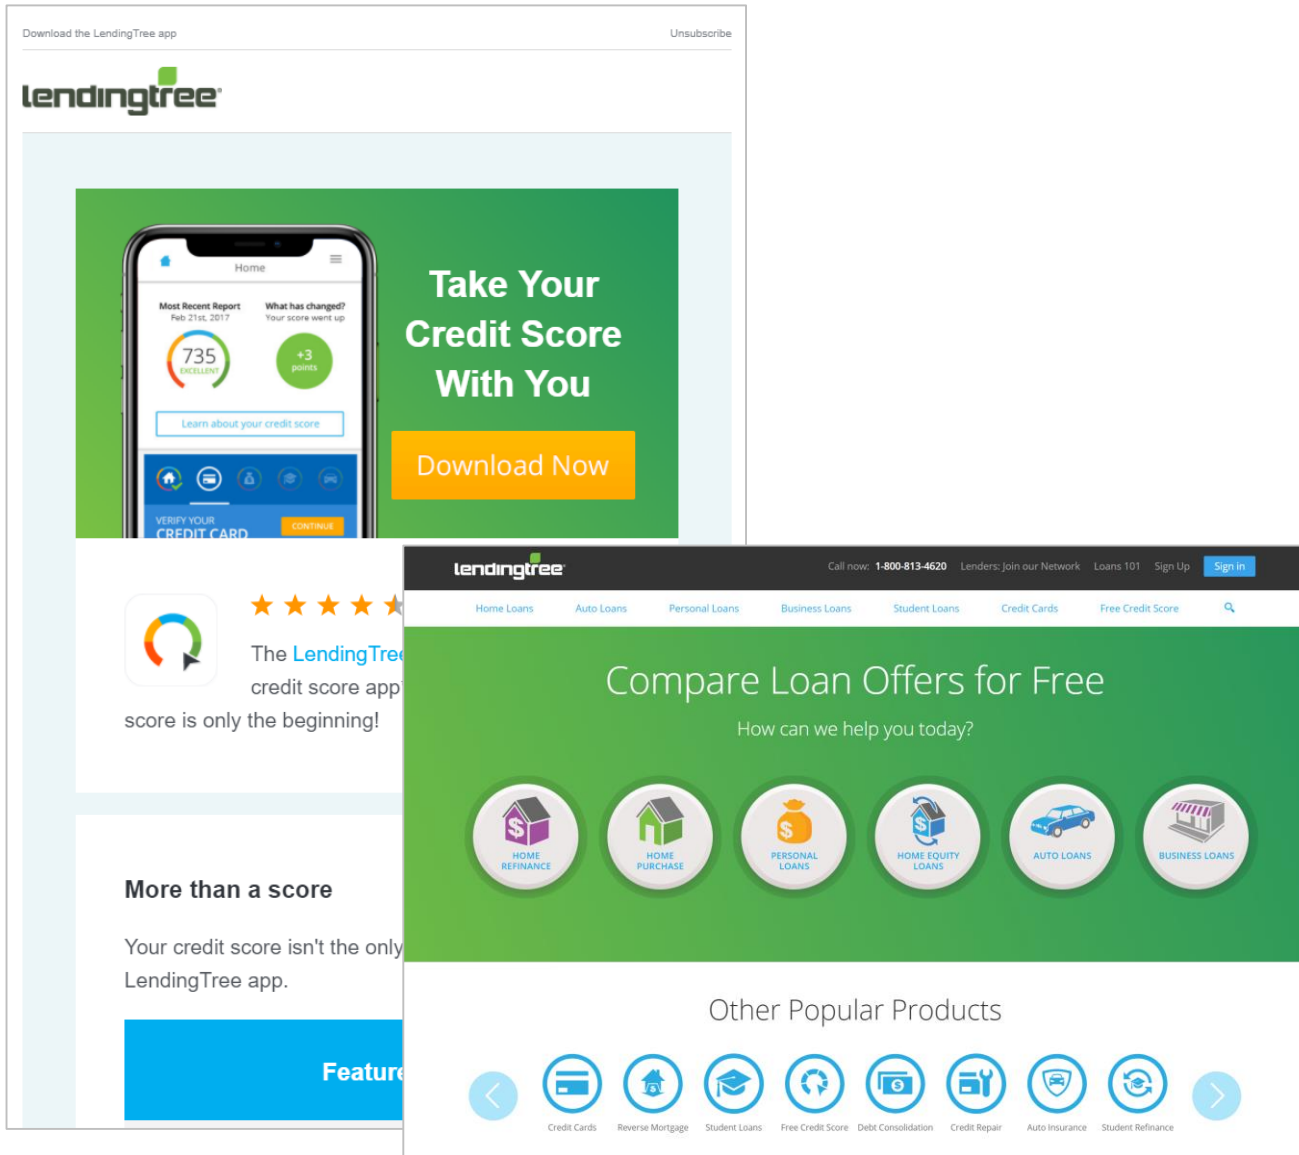 Download the LendingTree app
Unsubscribe
lendingtree
Home
Most Recent Report
Feb 21st, 2017
What has changed?
Your score went up
735
EXCELLENT
+3
points
Learn about your credit score
VERIFY YOUR
CREDIT CARD
CONTINUE
Take Your
Credit Score
With You
Download Now
The LendingTree
credit score app
score is only the beginning!
More than a score
Your credit score isn't the only
LendingTree app.
Feature
lendingtree
Call now: 1-800-813-4620 Lenders: Join our Network Loans 101 Sign Up Sign in
Home Loans Auto Loans Personal Loans Business Loans Student Loans Credit Cards Free Credit Score
Compare Loan Offers for Free
How can we help you today?
HOME
REFINANCE
HOME
PURCHASE
PERSONAL
LOANS
HOME EQUITY
LOANS
AUTO LOANS
BUSINESS LOANS
Other Popular Products
Credit Cards Reverse Mortgage Student Loans Free Credit Score Debt Consolidation Credit Repair Auto Insurance Student Refinance